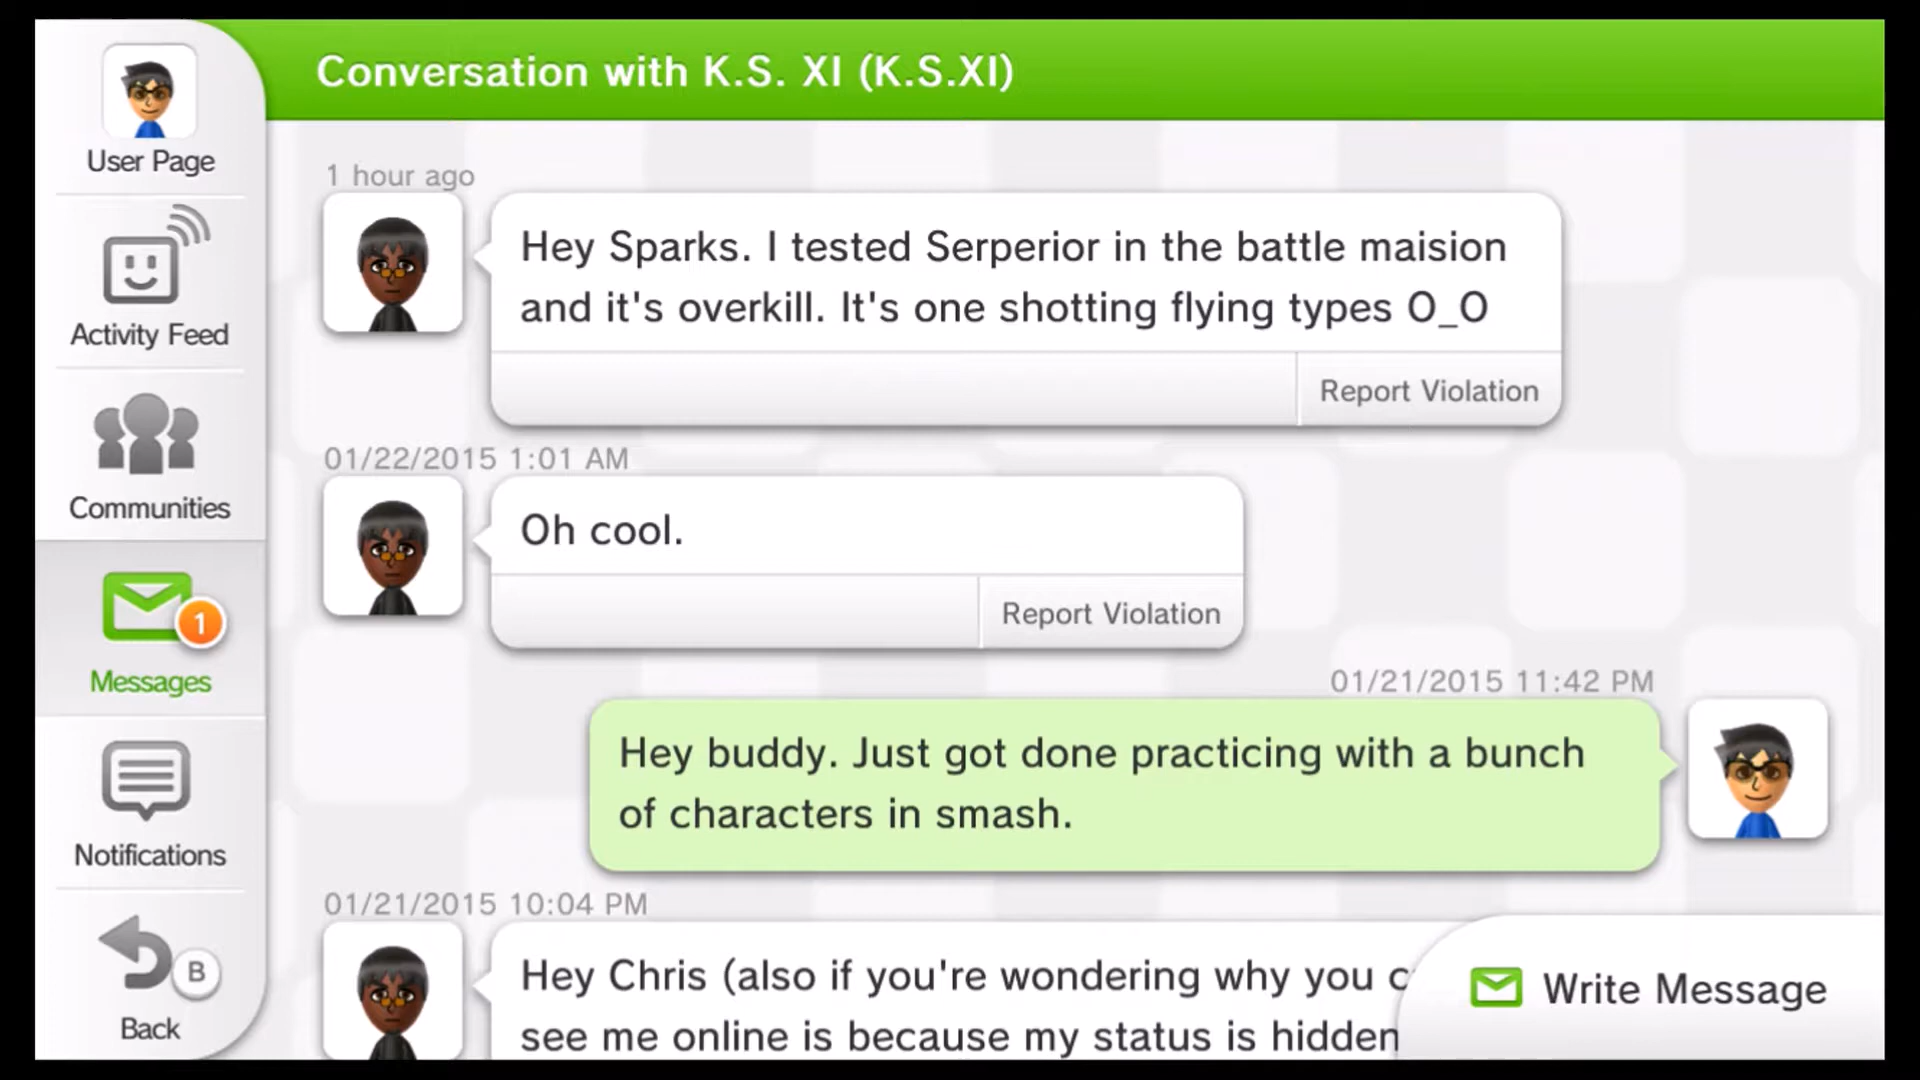 Conversation with K.S. XI (K.S.XI)
User Page
Activity Feed
Communities
1
Messages
Notifications
B
Back
1 hour ago
Hey Sparks. I tested Serperior in the battle maision
and it's overkill. It's one shotting flying types O_O
Report Violation
01/22/2015 1:01 AM
Oh cool.
Report Violation
01/21/2015 11:42 PM
Hey buddy. Just got done practicing with a bunch
of characters in smash.
01/21/2015 10:04 PM
Hey Chris (also if you're wondering why you
see me online is because my status is hidden
Write Message